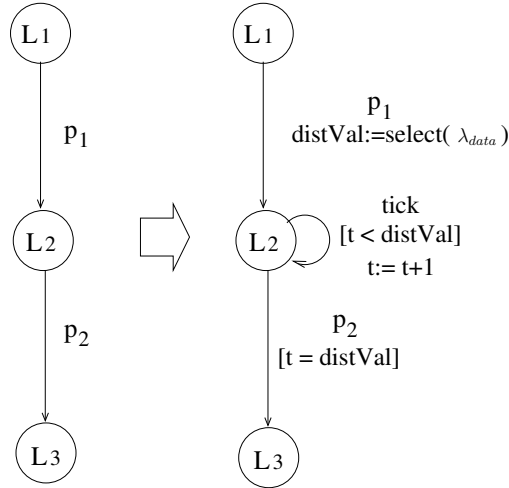 L1
p1
L2
p2
L3
L1
p1
distVal:=select( λdata)
L2
tick
[t < distVal]
t:= t+1
p2
[t = distVal]
L3